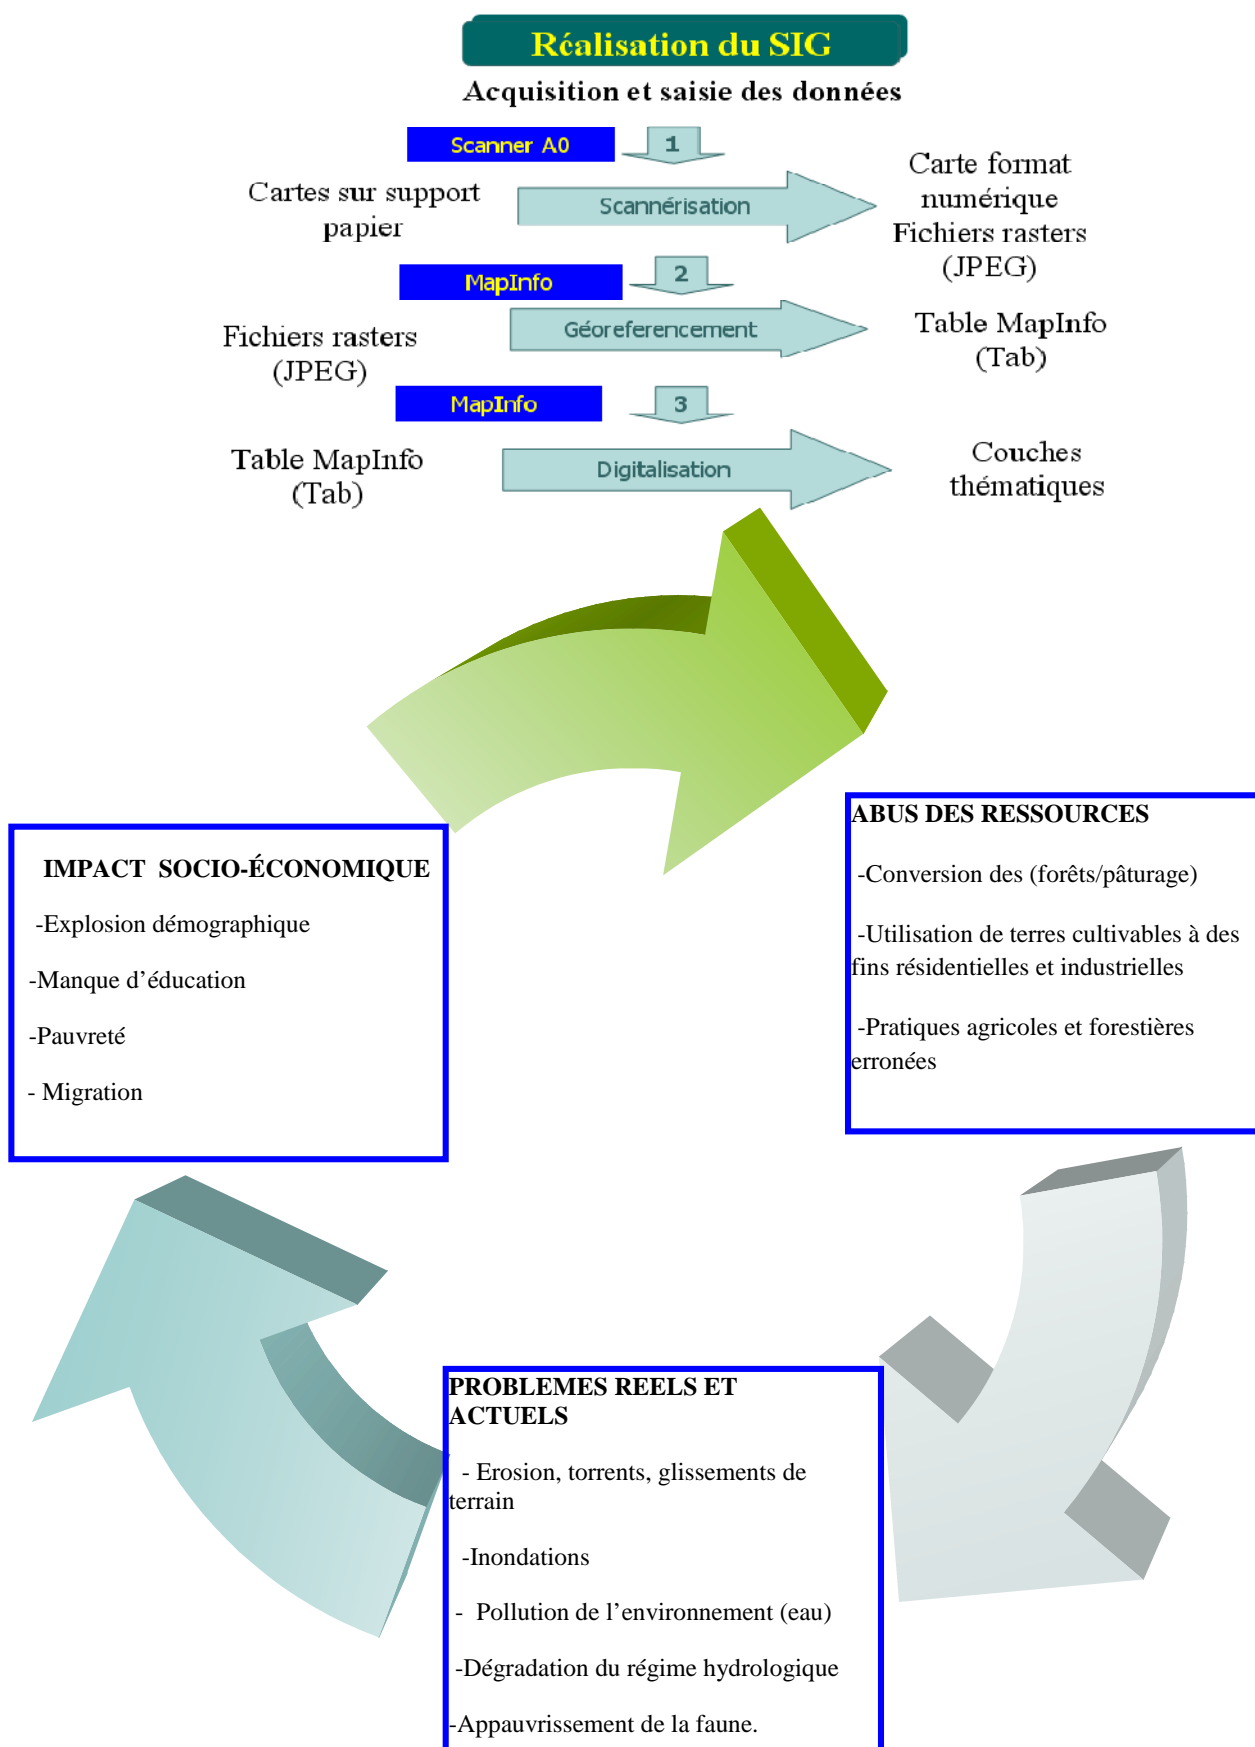 Réalisation du SIG
Acquisition et saisie des données
Scanner A0
1
Cartes sur support
papier
Scannérisation
Carte format
numérique
Fichiers rasters
(JPEG)
MapInfo
2
Fichiers rasters
(JPEG)
Géoreferencement
Table MapInfo
(Tab)
MapInfo
3
Table MapInfo
(Tab)
Digitalisation
Couches
thématiques
IMPACT SOCIO-ÉCONOMIQUE
-Explosion démographique
-Manque d’éducation
-Pauvreté
- Migration
ABUS DES RESSOURCES
-Conversion des (forêts/pâturage)
-Utilisation de terres cultivables à des
fins résidentielles et industrielles
-Pratiques agricoles et forestières
erronées
PROBLEMES REELS ET
ACTUELS
- Erosion, torrents, glissements de
terrain
-Inondations
- Pollution de l’environnement (eau)
-Dégradation du régime hydrologique
-Appauvrissement de la faune.